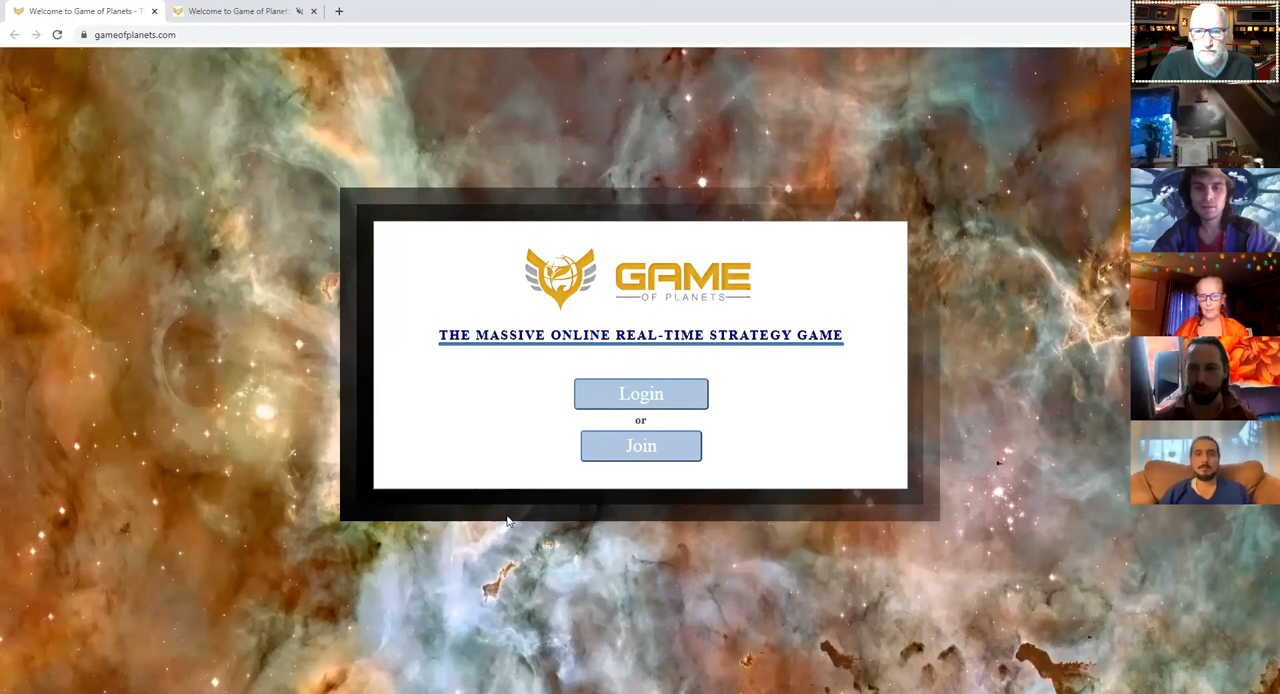 Welcome to Game of Planets - T
Welcome to Game of Planets
gameofplanets.com
GAME
OF PLANETS
THE MASSIVE ONLINE REAL-TIME STRATEGY GAME
Login
or
Join